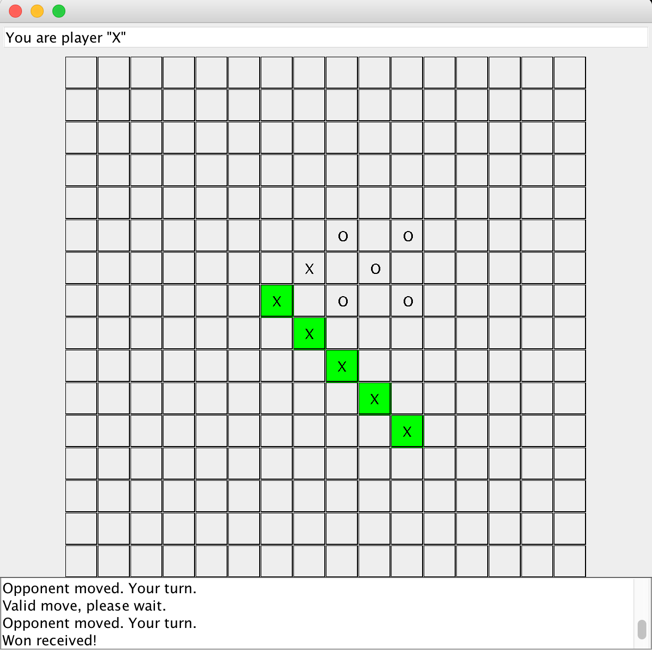 You are player "X"
O O
X O
X O O
X
X
X
X
Opponent moved. Your turn.
Valid move, please wait.
Opponent moved. Your turn.
Won received!